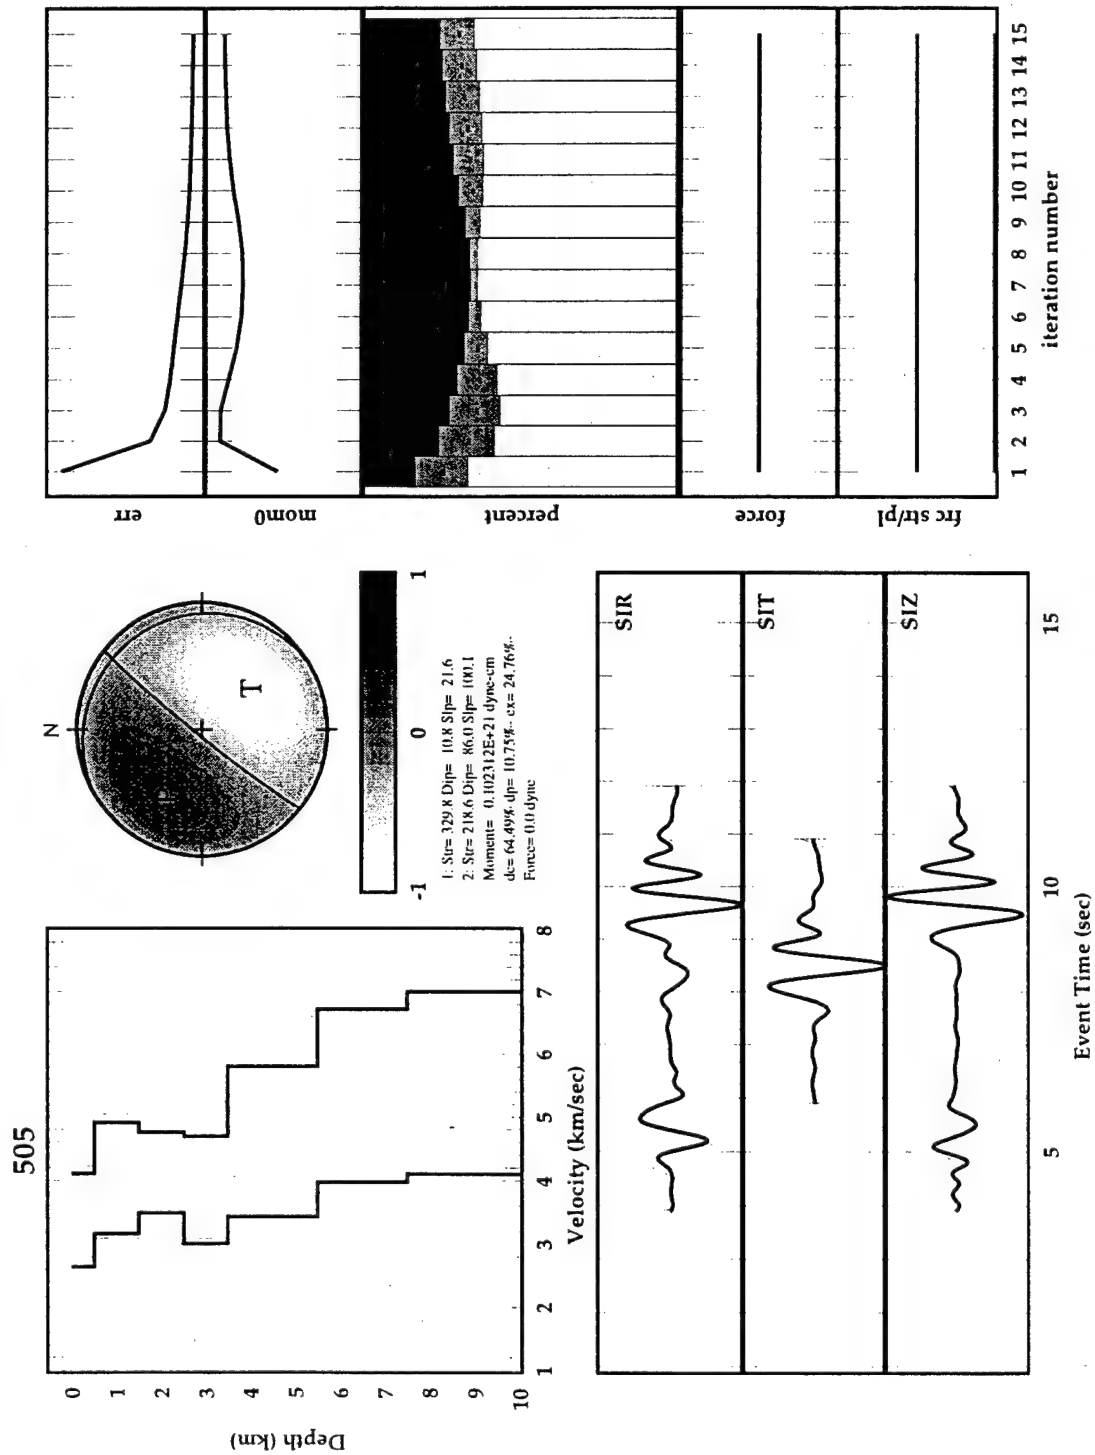 505
0
1
2
3
4
5
6
7
8
9
10
Depth (km)
1 2 3 4 5 6 7 8
Velocity (km/sec)
N
T
-1 0 1
1: Str= 329.8 Dip= 10.8 Slp= 21.6
2: Str= 218.6 Dip= 86.0 Slp= 100.1
Moment= 0.102312E+21 dyne-cm
dc= 64.49% dp= 10.75% ex= 24.76%
Force= 0.0 dyne
err
mom0
percent
force
frc str/pl
1 2 3 4 5 6 7 8 9 10 11 12 13 14 15
iteration number
SIR
SIT
SIZ
5 10 15
Event Time (sec)